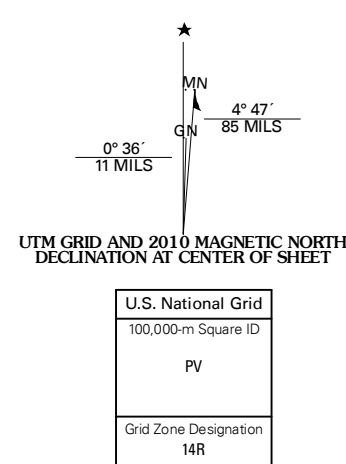 MN
GN
4° 47´
85 MILS
0° 36´
11 MILS
UTM GRID AND 2010 MAGNETIC NORTH
DECLINATION AT CENTER OF SHEET
U.S. National Grid
100,000-m Square ID
PV
Grid Zone Designation
14R